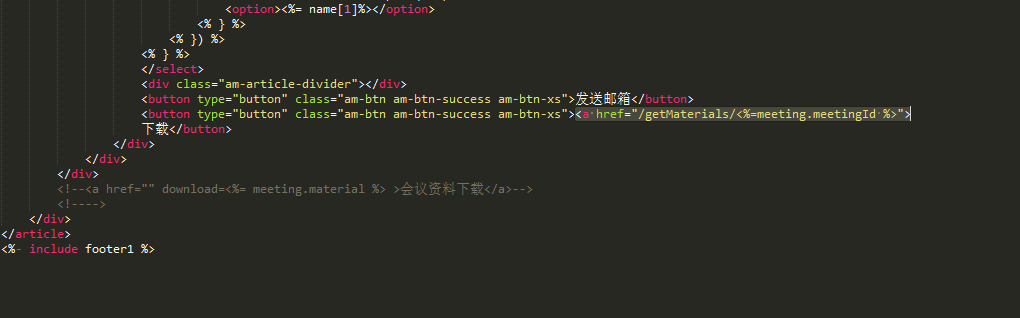 <option><%= name[1]%></option>
<% } %>
<% }) %>
<% } %>
</select>
<div class="am-article-divider"></div>
<button type="button" class="am-btn am-btn-success am-btn-xs">发送邮箱</button>
<button type="button" class="am-btn am-btn-success am-btn-xs"><a href="/getMaterials/<%=meeting.meetingId %>">
下载</button>
</div>
</div>
</div>
<!--<a href="" download=<%= meeting.material %> >会议资料下载</a>-->
<!---->
</div>
</article>
<%- include footer1 %>